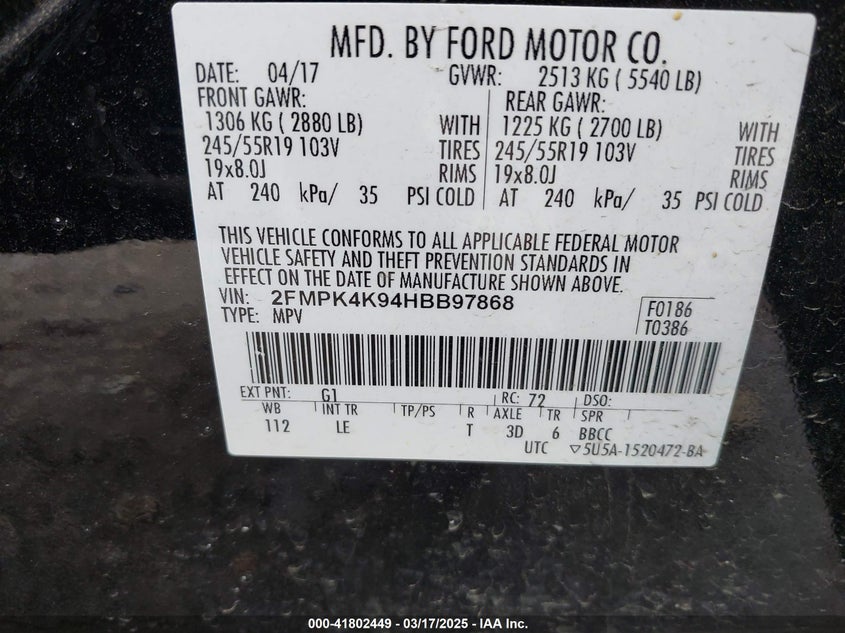 MFD. BY FORD MOTOR CO.
DATE: 04/17 GVWR: 2513 KG ( 5540 LB)
FRONT GAWR: REAR GAWR:
1306 KG ( 2880 LB) WITH 1225 KG ( 2700 LB) WITH
245/55R19 103V TIRES 245/55R19 103V TIRES
19x8.0J RIMS 19x8.0J RIMS
AT 240 kPa/ 35 PSI COLD AT 240 kPa/ 35 PSI COLD
THIS VEHICLE CONFORMS TO ALL APPLICABLE FEDERAL MOTOR
VEHICLE SAFETY AND THEFT PREVENTION STANDARDS IN
EFFECT ON THE DATE OF MANUFACTURE SHOWN ABOVE.
VIN: 2FMPK4K94HBB97868 F0186
TYPE: MPV T0386
EXT PNT: G1 RC: 72 DSO:
WB INT TR TP/PS R AXLE TR SPR
112 LE T 3D 6 BBCC
UTC ▽5U5A-1520472-BA
000-41802449 - 03/17/2025 - IAA Inc.